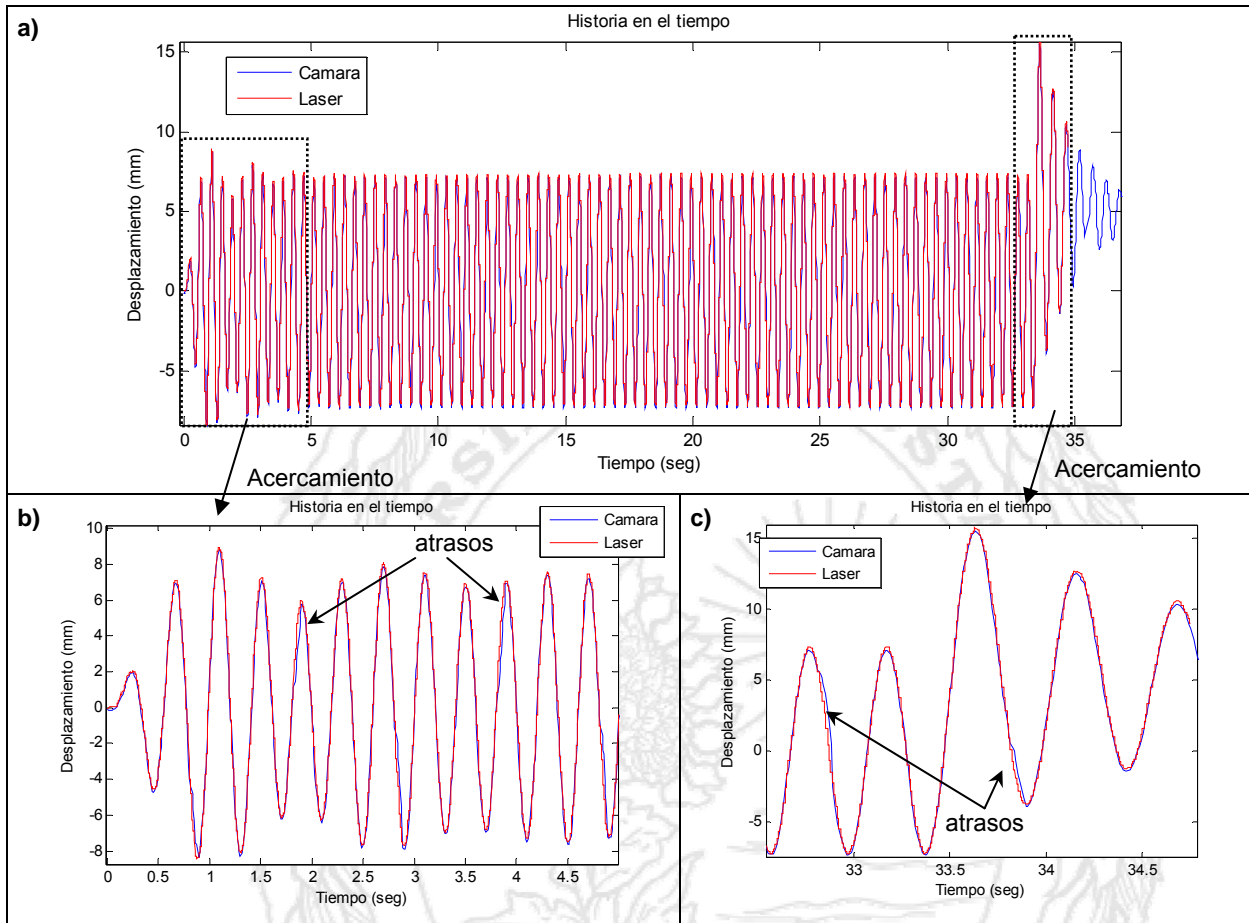 a)
Historia en el tiempo
Camara
Laser
Desplazamiento (mm)
15
10
5
0
-5
0 5 10 15 20 25 30 35
Tiempo (seg)
Acercamiento
Acercamiento
b)
Historia en el tiempo
Camara
Laser
atrasos
Desplazamiento (mm)
10
8
6
4
2
0
-2
-4
-6
-8
0 0.5 1 1.5 2 2.5 3 3.5 4 4.5
Tiempo (seg)
c)
Historia en el tiempo
Camara
Laser
Desplazamiento (mm)
15
10
5
0
-5
atrasos
33 33.5 34 34.5
Tiempo (seg)